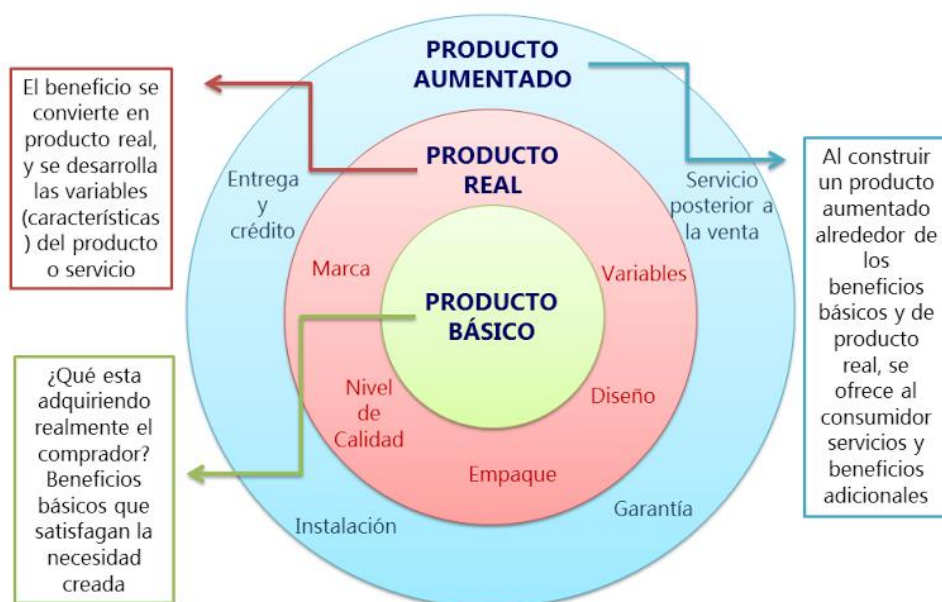 PRODUCTO
AUMENTADO
El beneficio se
convierte en
producto real,
y se desarrolla
las variables
(características
) del producto
o servicio
PRODUCTO
REAL
Entrega
y
crédito
Servicio
posterior a
la venta
Marca
Variables
PRODUCTO
BÁSICO
Al construir
un producto
aumentado
alrededor de
los
beneficios
básicos y de
producto
real, se
ofrece al
consumidor
servicios y
beneficios
adicionales
¿Qué esta
adquiriendo
realmente el
comprador?
Beneficios
básicos que
satisfagan la
necesidad
creada
Nivel
de
Calidad
Diseño
Empaque
Instalación
Garantía